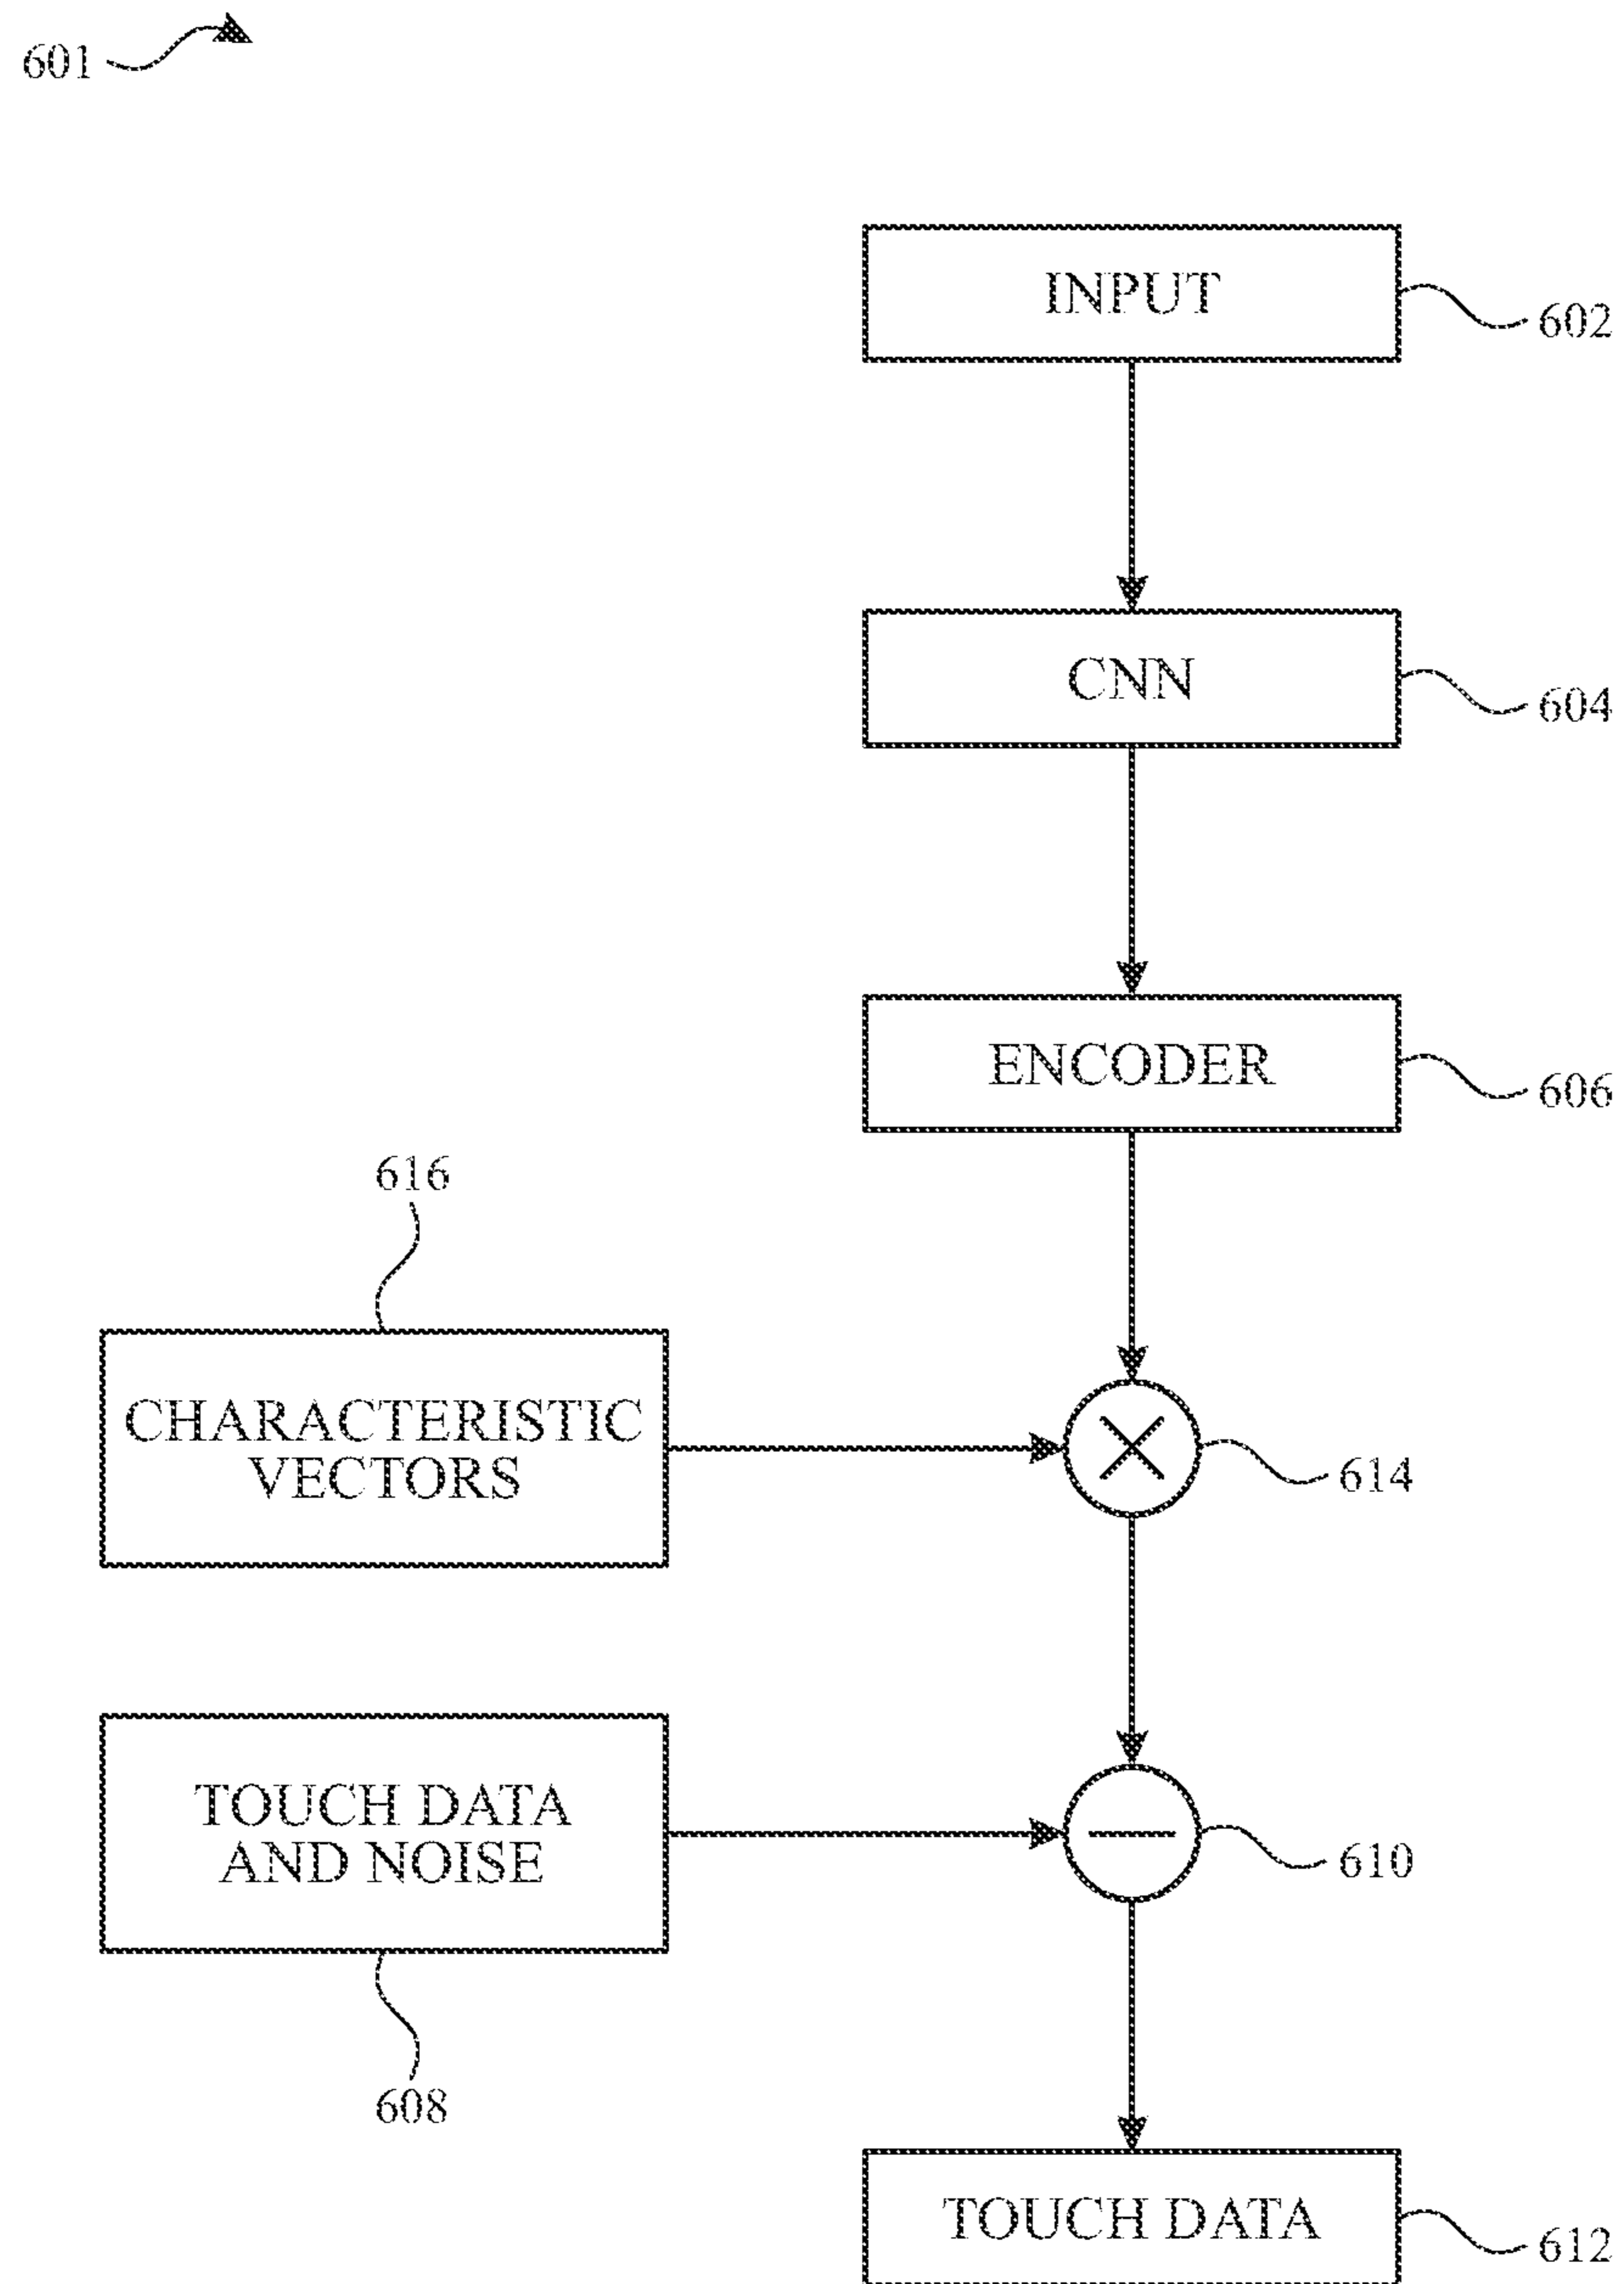 601
INPUT
602
CNN
604
ENCODER
606
616
CHARACTERISTIC
VECTORS
614
TOUCH DATA
AND NOISE
610
608
TOUCH DATA
612